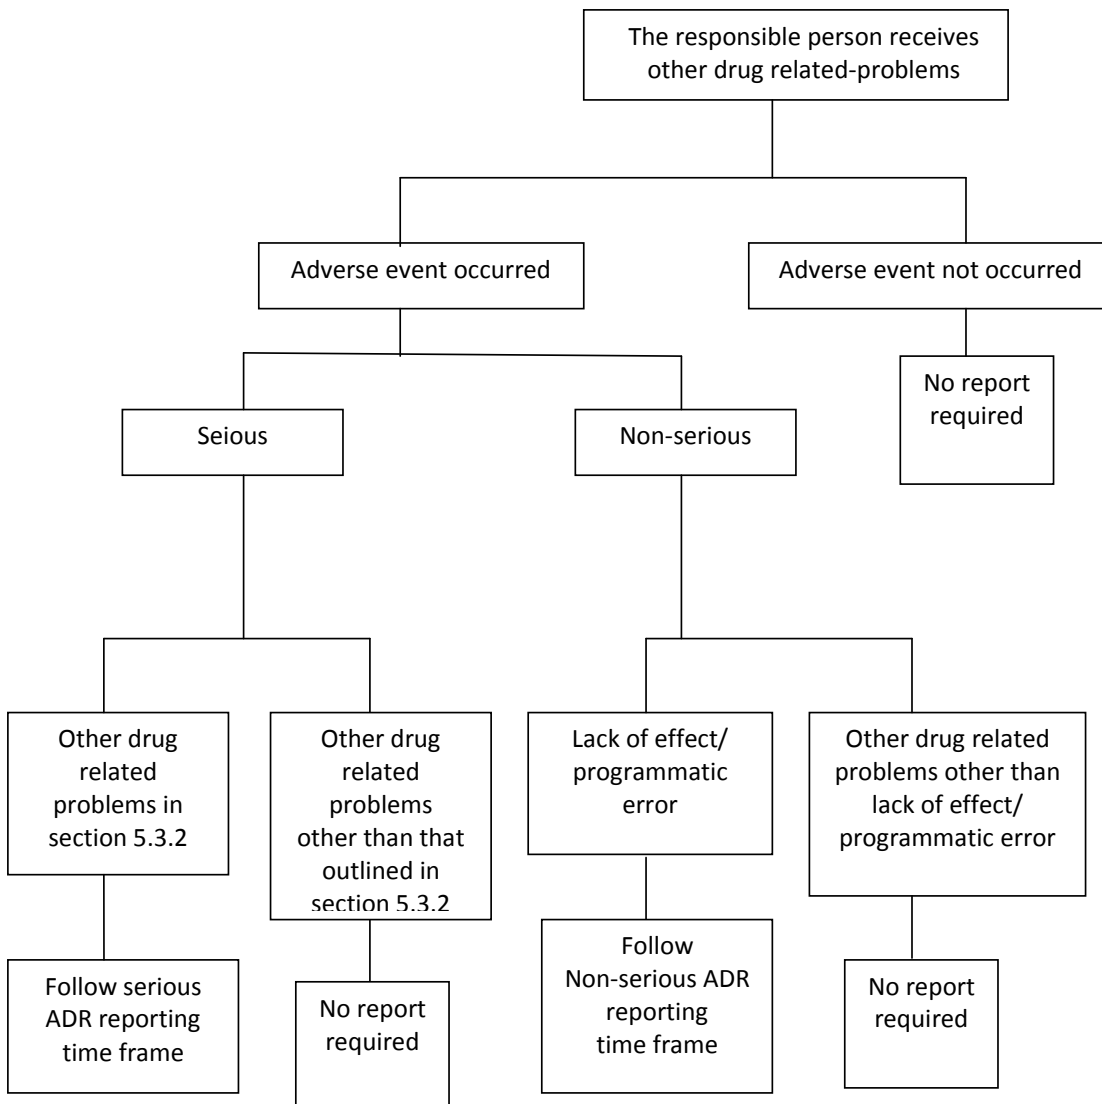 The responsible person receives
other drug related-problems
Adverse event occurred
Adverse event not occurred
No report
required
Seious
Non-serious
Other drug
related
problems in
section 5.3.2
Other drug
related
problems
other than that
outlined in
section 5.3.2
Lack of effect/
programmatic
error
Other drug related
problems other than
lack of effect/
programmatic error
Follow serious
ADR reporting
time frame
No report
required
Follow
Non-serious ADR
reporting
time frame
No report
required